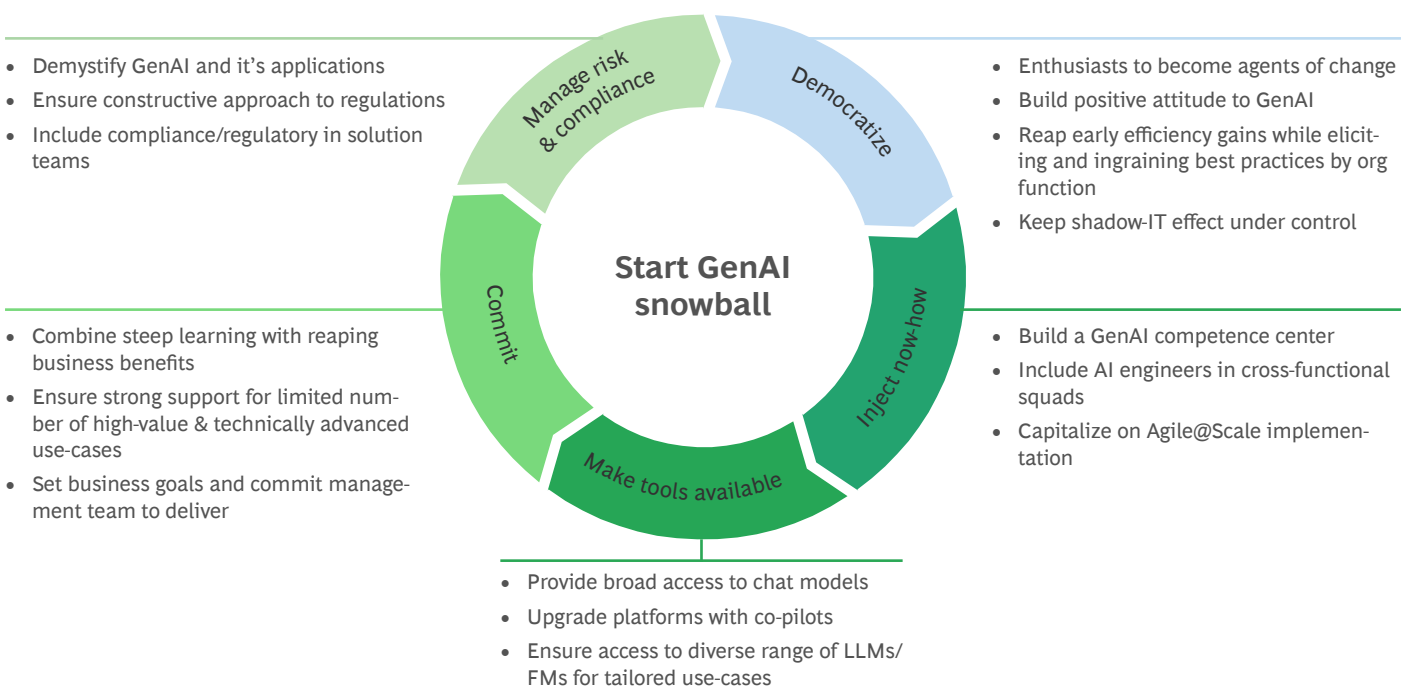 Manage risk
& compliance
• Demystify GenAI and it's applications
• Ensure constructive approach to regulations
• Include compliance/regulatory in solution
teams
Democratize
• Enthusiasts to become agents of change
• Build positive attitude to GenAI
• Reap early efficiency gains while elicit-
ing and ingraining best practices by org
function
• Keep shadow-IT effect under control
Start GenAI
snowball
Commit
• Combine steep learning with reaping
business benefits
• Ensure strong support for limited num-
ber of high-value & technically advanced
use-cases
• Set business goals and commit manage-
ment team to deliver
Inject now-how
• Build a GenAI competence center
• Include AI engineers in cross-functional
squads
• Capitalize on Agile@Scale implemen-
tation
Make tools available
• Provide broad access to chat models
• Upgrade platforms with co-pilots
• Ensure access to diverse range of LLMs/
FMs for tailored use-cases